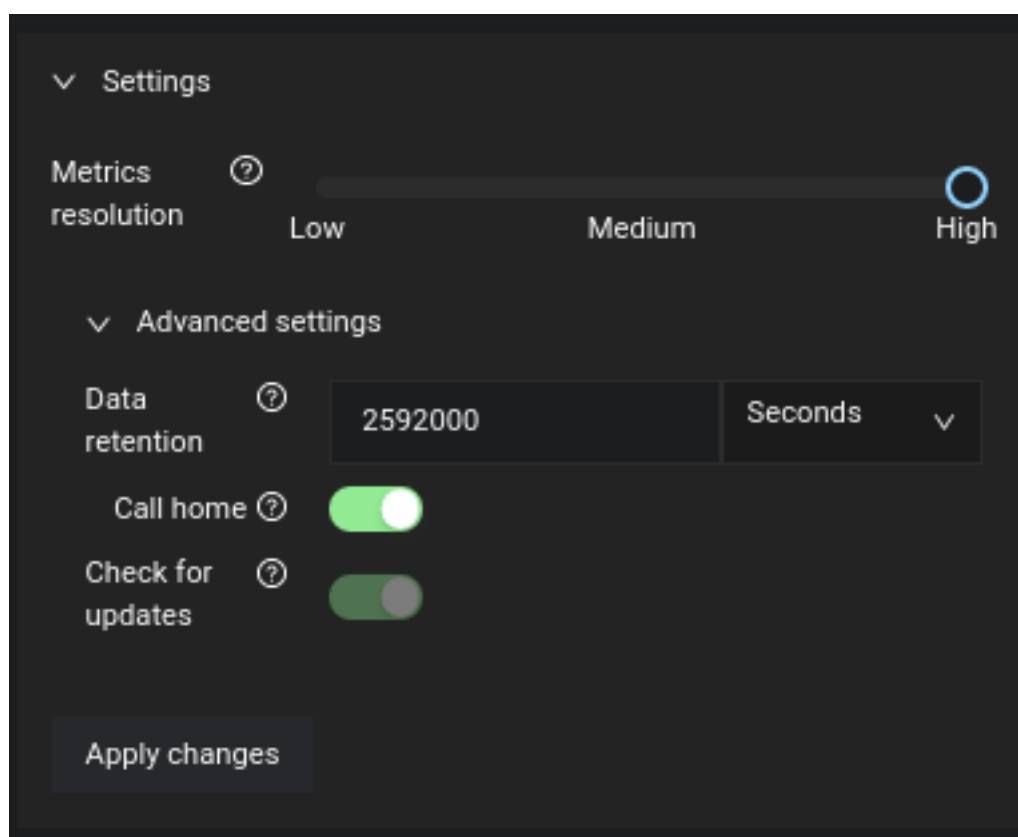 Settings
Metrics
resolution
Low Medium High
Advanced settings
Data
retention
2592000 Seconds
Call home
Check for
updates
Apply changes